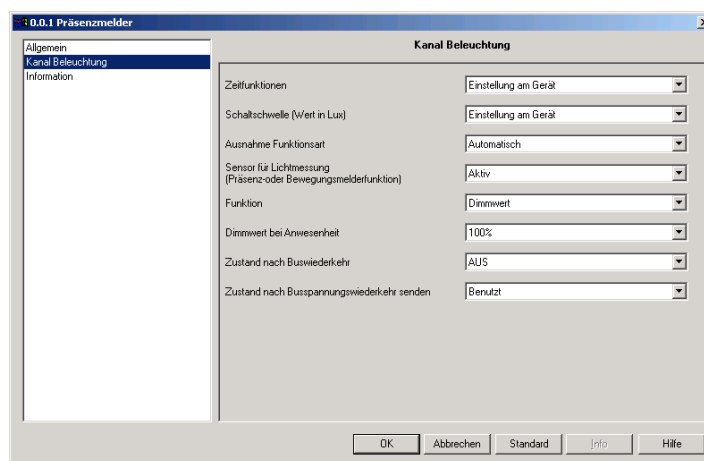 0.0.1 Präsenzmelder
Allgemein
Kanal Beleuchtung
Information
Kanal Beleuchtung
Zeitfunktionen
Einstellung am Gerät
Schaltschwelle (Wert in Lux)
Einstellung am Gerät
Ausnahme Funktionsart
Automatisch
Sensor für Lichtmessung
(Präsenz-oder Bewegungsmelderfunktion)
Aktiv
Funktion
Dimmwert
Dimmwert bei Anwesenheit
100%
Zustand nach Buswiederkehr
AUS
Zustand nach Busspannungswiederkehr senden
Benutzt
OK
Abbrechen
Standard
Info
Hilfe